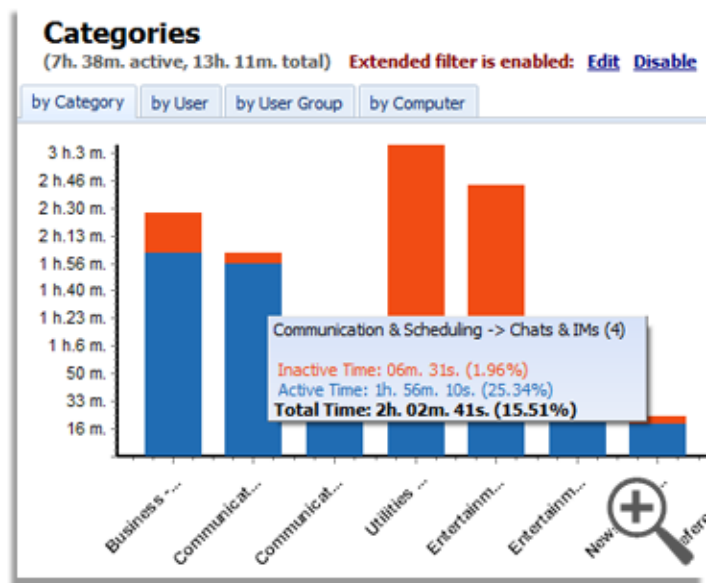 Categories
(7h. 38m. active, 13h. 11m. total) Extended filter is enabled: Edit Disable
by Category by User by User Group by Computer
3 h.3 m.
2 h.46 m.
2 h.30 m.
2 h.13 m.
1 h.56 m.
1 h.40 m.
1 h.23 m.
1 h.6 m.
50 m.
33 m.
16 m.
Communication & Scheduling -> Chats & IMs (4)
Inactive Time: 06m. 31s. (1.96%)
Active Time: 1h. 56m. 10s. (25.34%)
Total Time: 2h. 02m. 41s. (15.51%)
Business -...
Communicat...
Communicat...
Utilities ...
Entertainm...
Entertainm...